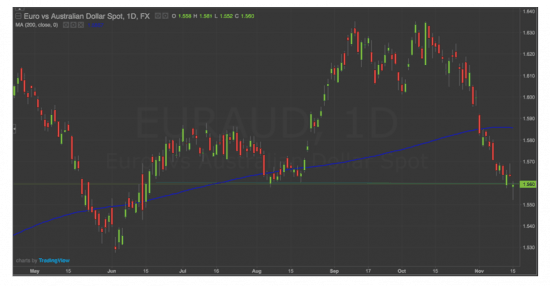 Euro vs Australian Dollar Spot, 1D, FX O 1.558 H 1.561 L 1.552 C 1.560
MA (200, close, 0)
EURAUD, 1D
Euro vs Australian Dollar Spot
1.640
1.630
1.620
1.610
1.600
1.590
1.580
1.570
1.560
1.550
1.540
1.530
charts by TradingView
May 15 Jun 15 Jul 15 Aug 15 Sep 15 Oct 15 Nov 15